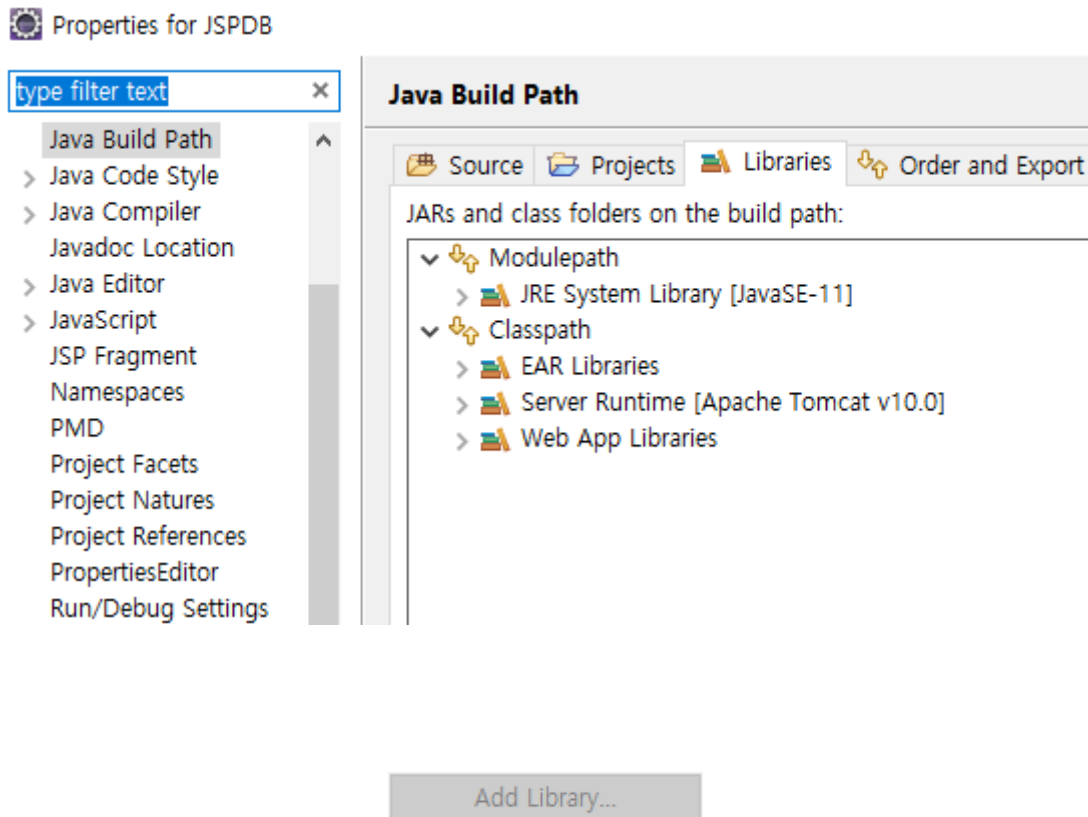 Properties for JSPDB
type filter text
Java Build Path
Java Code Style
Java Compiler
Javadoc Location
Java Editor
JavaScript
JSP Fragment
Namespaces
PMD
Project Facets
Project Natures
Project References
PropertiesEditor
Run/Debug Settings
Java Build Path
Source Projects Libraries Order and Export
JARs and class folders on the build path:
Modulepath
JRE System Library [JavaSE-11]
Classpath
EAR Libraries
Server Runtime [Apache Tomcat v10.0]
Web App Libraries
Add Library...